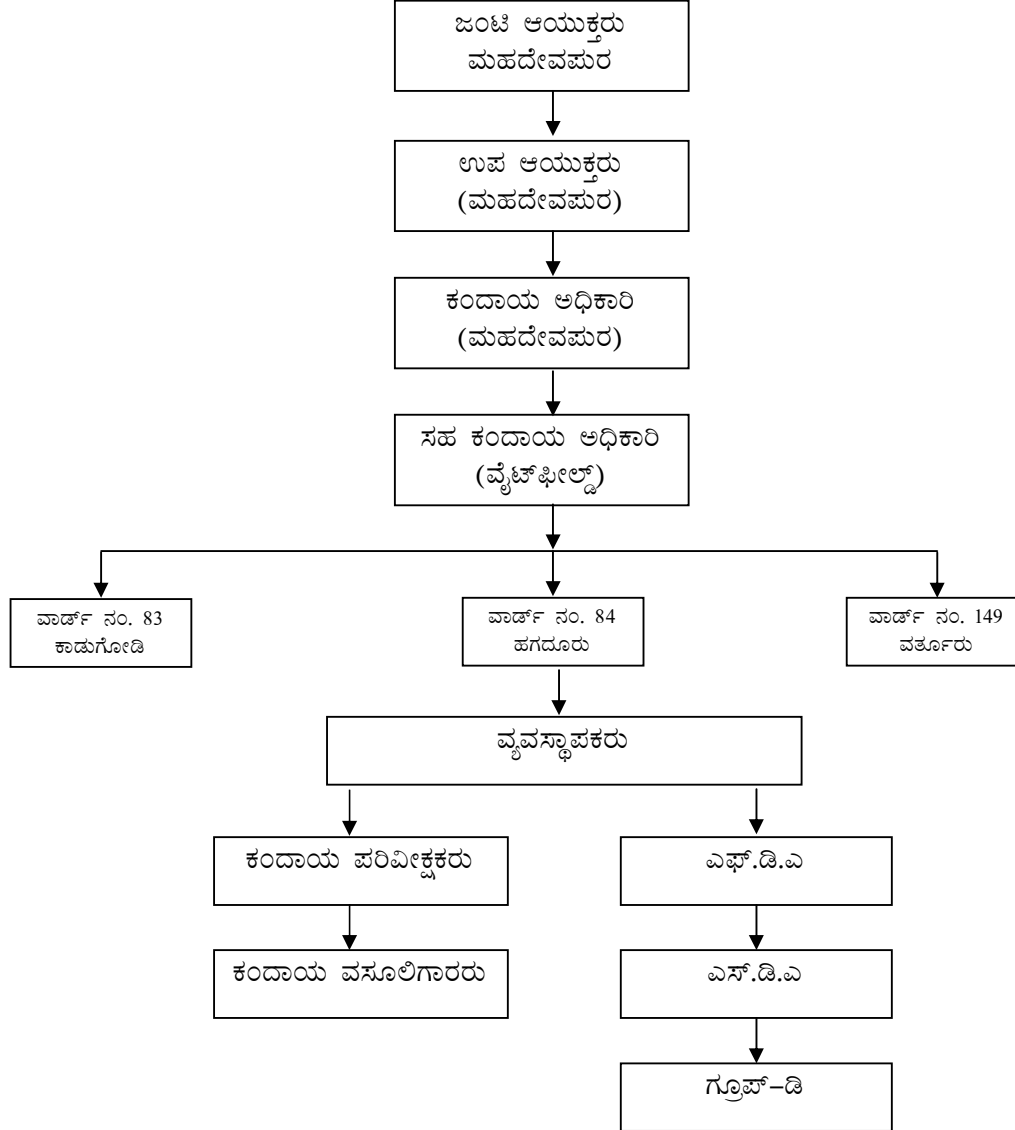 ಜಂಟಿ ಆಯುಕ್ತರು
ಮಹದೇವಪುರ
ಉಪ ಆಯುಕ್ತರು
(ಮಹದೇವಪುರ)
ಕಂದಾಯ ಅಧಿಕಾರಿ
(ಮಹದೇವಪುರ)
ಸಹ ಕಂದಾಯ ಅಧಿಕಾರಿ
(ವೈಟ್‌ಫೀಲ್ಡ್)
ವಾರ್ಡ್ ನಂ. 83
ಕಾಡುಗೋಡಿ
ವಾರ್ಡ್ ನಂ. 84
ಹಗದೂರು
ವಾರ್ಡ್ ನಂ. 149
ವರ್ತೂರು
ವ್ಯವಸ್ಥಾಪಕರು
ಕಂದಾಯ ಪರಿವೀಕ್ಷಕರು
ಎಫ್.ಡಿ.ಎ
ಕಂದಾಯ ವಸೂಲಿಗಾರರು
ಎಸ್.ಡಿ.ಎ
ಗ್ರೂಪ್–ಡಿ